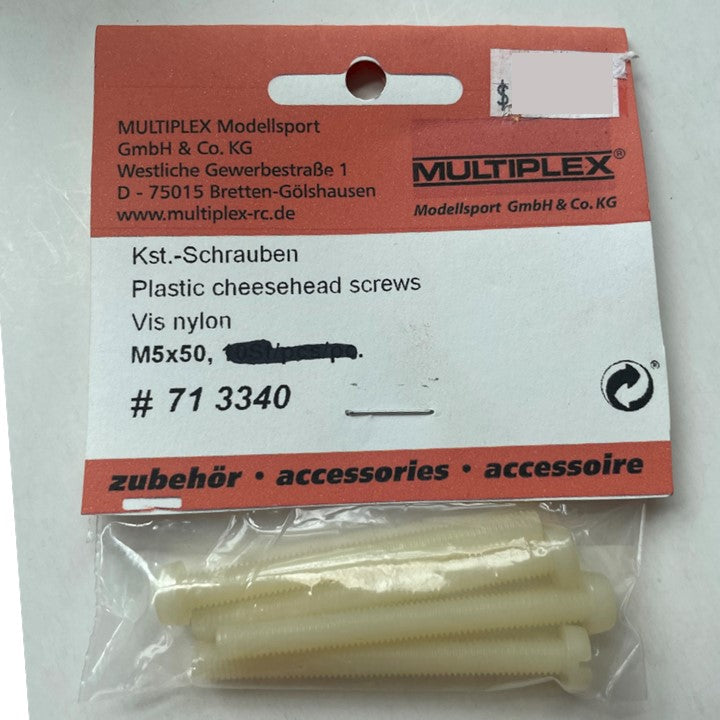 $
MULTIPLEX Modellsport
GmbH & Co. KG
Westliche Gewerbestraße 1
D - 75015 Bretten-Gölshausen
www.multiplex-rc.de
MULTIPLEX®
Modellsport GmbH & Co. KG
Kst.-Schrauben
Plastic cheesehead screws
Vis nylon
M5x50,
# 71 3340
®
zubehör · accessories · accessoire